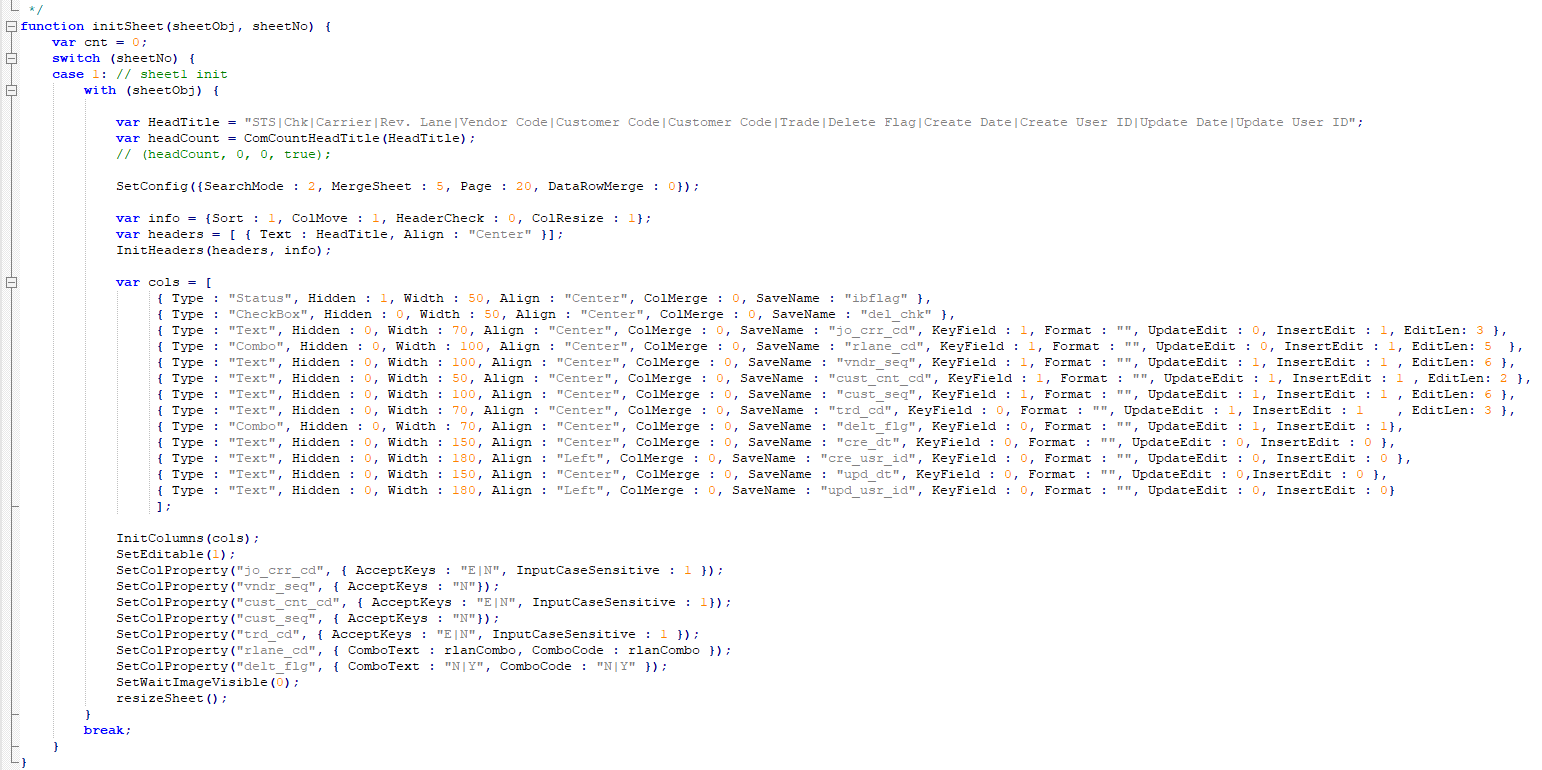 */
function initSheet(sheetObj, sheetNo) {
    var cnt = 0;
    switch (sheetNo) {
    case 1: // sheet1 init
        with (sheetObj) {

            var HeadTitle = "STS|Chk|Carrier|Rev. Lane|Vendor Code|Customer Code|Customer Code|Trade|Delete Flag|Create Date|Create User ID|Update Date|Update User ID";
            var headCount = ComCountHeadTitle(HeadTitle);
            // (headCount, 0, 0, true);

            SetConfig({SearchMode : 2, MergeSheet : 5, Page : 20, DataRowMerge : 0});

            var info = {Sort : 1, ColMove : 1, HeaderCheck : 0, ColResize : 1};
            var headers = [ { Text : HeadTitle, Align : "Center" }];
            InitHeaders(headers, info);

            var cols = [
                 { Type : "Status", Hidden : 1, Width : 50, Align : "Center", ColMerge : 0, SaveName : "ibflag" },
                 { Type : "CheckBox", Hidden : 0, Width : 50, Align : "Center", ColMerge : 0, SaveName : "del_chk" },
                 { Type : "Text", Hidden : 0, Width : 70, Align : "Center", ColMerge : 0, SaveName : "jo_crr_cd", KeyField : 1, Format : "", UpdateEdit : 0, InsertEdit : 1, EditLen: 3 },
                 { Type : "Combo", Hidden : 0, Width : 100, Align : "Center", ColMerge : 0, SaveName : "rlane_cd", KeyField : 1, Format : "", UpdateEdit : 0, InsertEdit : 1, EditLen: 5  },
                 { Type : "Text", Hidden : 0, Width : 100, Align : "Center", ColMerge : 0, SaveName : "vndr_seq", KeyField : 1, Format : "", UpdateEdit : 1, InsertEdit : 1 , EditLen: 6 },
                 { Type : "Text", Hidden : 0, Width : 50, Align : "Center", ColMerge : 0, SaveName : "cust_cnt_cd", KeyField : 1, Format : "", UpdateEdit : 1, InsertEdit : 1 , EditLen: 2 },
                 { Type : "Text", Hidden : 0, Width : 100, Align : "Center", ColMerge : 0, SaveName : "cust_seq", KeyField : 1, Format : "", UpdateEdit : 1, InsertEdit : 1 , EditLen: 6 },
                 { Type : "Text", Hidden : 0, Width : 70, Align : "Center", ColMerge : 0, SaveName : "trd_cd", KeyField : 0, Format : "", UpdateEdit : 1, InsertEdit : 1    , EditLen: 3 },
                 { Type : "Combo", Hidden : 0, Width : 70, Align : "Center", ColMerge : 0, SaveName : "delt_flg", KeyField : 0, Format : "", UpdateEdit : 1, InsertEdit : 1},
                 { Type : "Text", Hidden : 0, Width : 150, Align : "Center", ColMerge : 0, SaveName : "cre_dt", KeyField : 0, Format : "", UpdateEdit : 0, InsertEdit : 0 },
                 { Type : "Text", Hidden : 0, Width : 180, Align : "Left", ColMerge : 0, SaveName : "cre_usr_id", KeyField : 0, Format : "", UpdateEdit : 0, InsertEdit : 0 },
                 { Type : "Text", Hidden : 0, Width : 150, Align : "Center", ColMerge : 0, SaveName : "upd_dt", KeyField : 0, Format : "", UpdateEdit : 0,InsertEdit : 0 },
                 { Type : "Text", Hidden : 0, Width : 180, Align : "Left", ColMerge : 0, SaveName : "upd_usr_id", KeyField : 0, Format : "", UpdateEdit : 0, InsertEdit : 0}
                 ];

            InitColumns(cols);
            SetEditable(1);
            SetColProperty("jo_crr_cd", { AcceptKeys : "E|N", InputCaseSensitive : 1 });
            SetColProperty("vndr_seq", { AcceptKeys : "N"});
            SetColProperty("cust_cnt_cd", { AcceptKeys : "E|N", InputCaseSensitive : 1});
            SetColProperty("cust_seq", { AcceptKeys : "N"});
            SetColProperty("trd_cd", { AcceptKeys : "E|N", InputCaseSensitive : 1 });
            SetColProperty("rlane_cd", { ComboText : rlanCombo, ComboCode : rlanCombo });
            SetColProperty("delt_flg", { ComboText : "N|Y", ComboCode : "N|Y" });
            SetWaitImageVisible(0);
            resizeSheet();
        }
        break;
    }
}